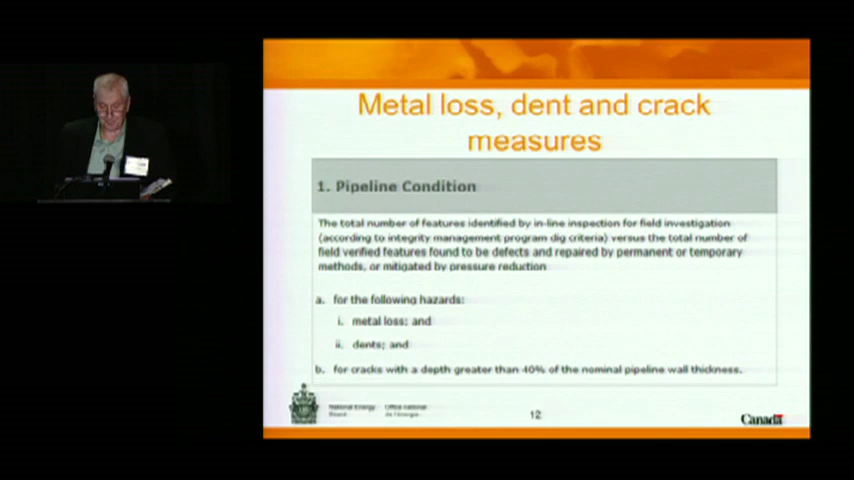 Metal loss, dent and crack
measures
1. Pipeline Condition
The total number of features identified by in-line inspection for field investigation
(according to integrity management program dig criteria) versus the total number of
field verified features found to be defects and repaired by permanent or temporary
methods, or mitigated by pressure reduction
a. for the following hazards:
i. metal loss; and
ii. dents; and
b. for cracks with a depth greater than 40% of the nominal pipeline wall thickness.
National Energy Office national
Board de l'énergie
12
Canada